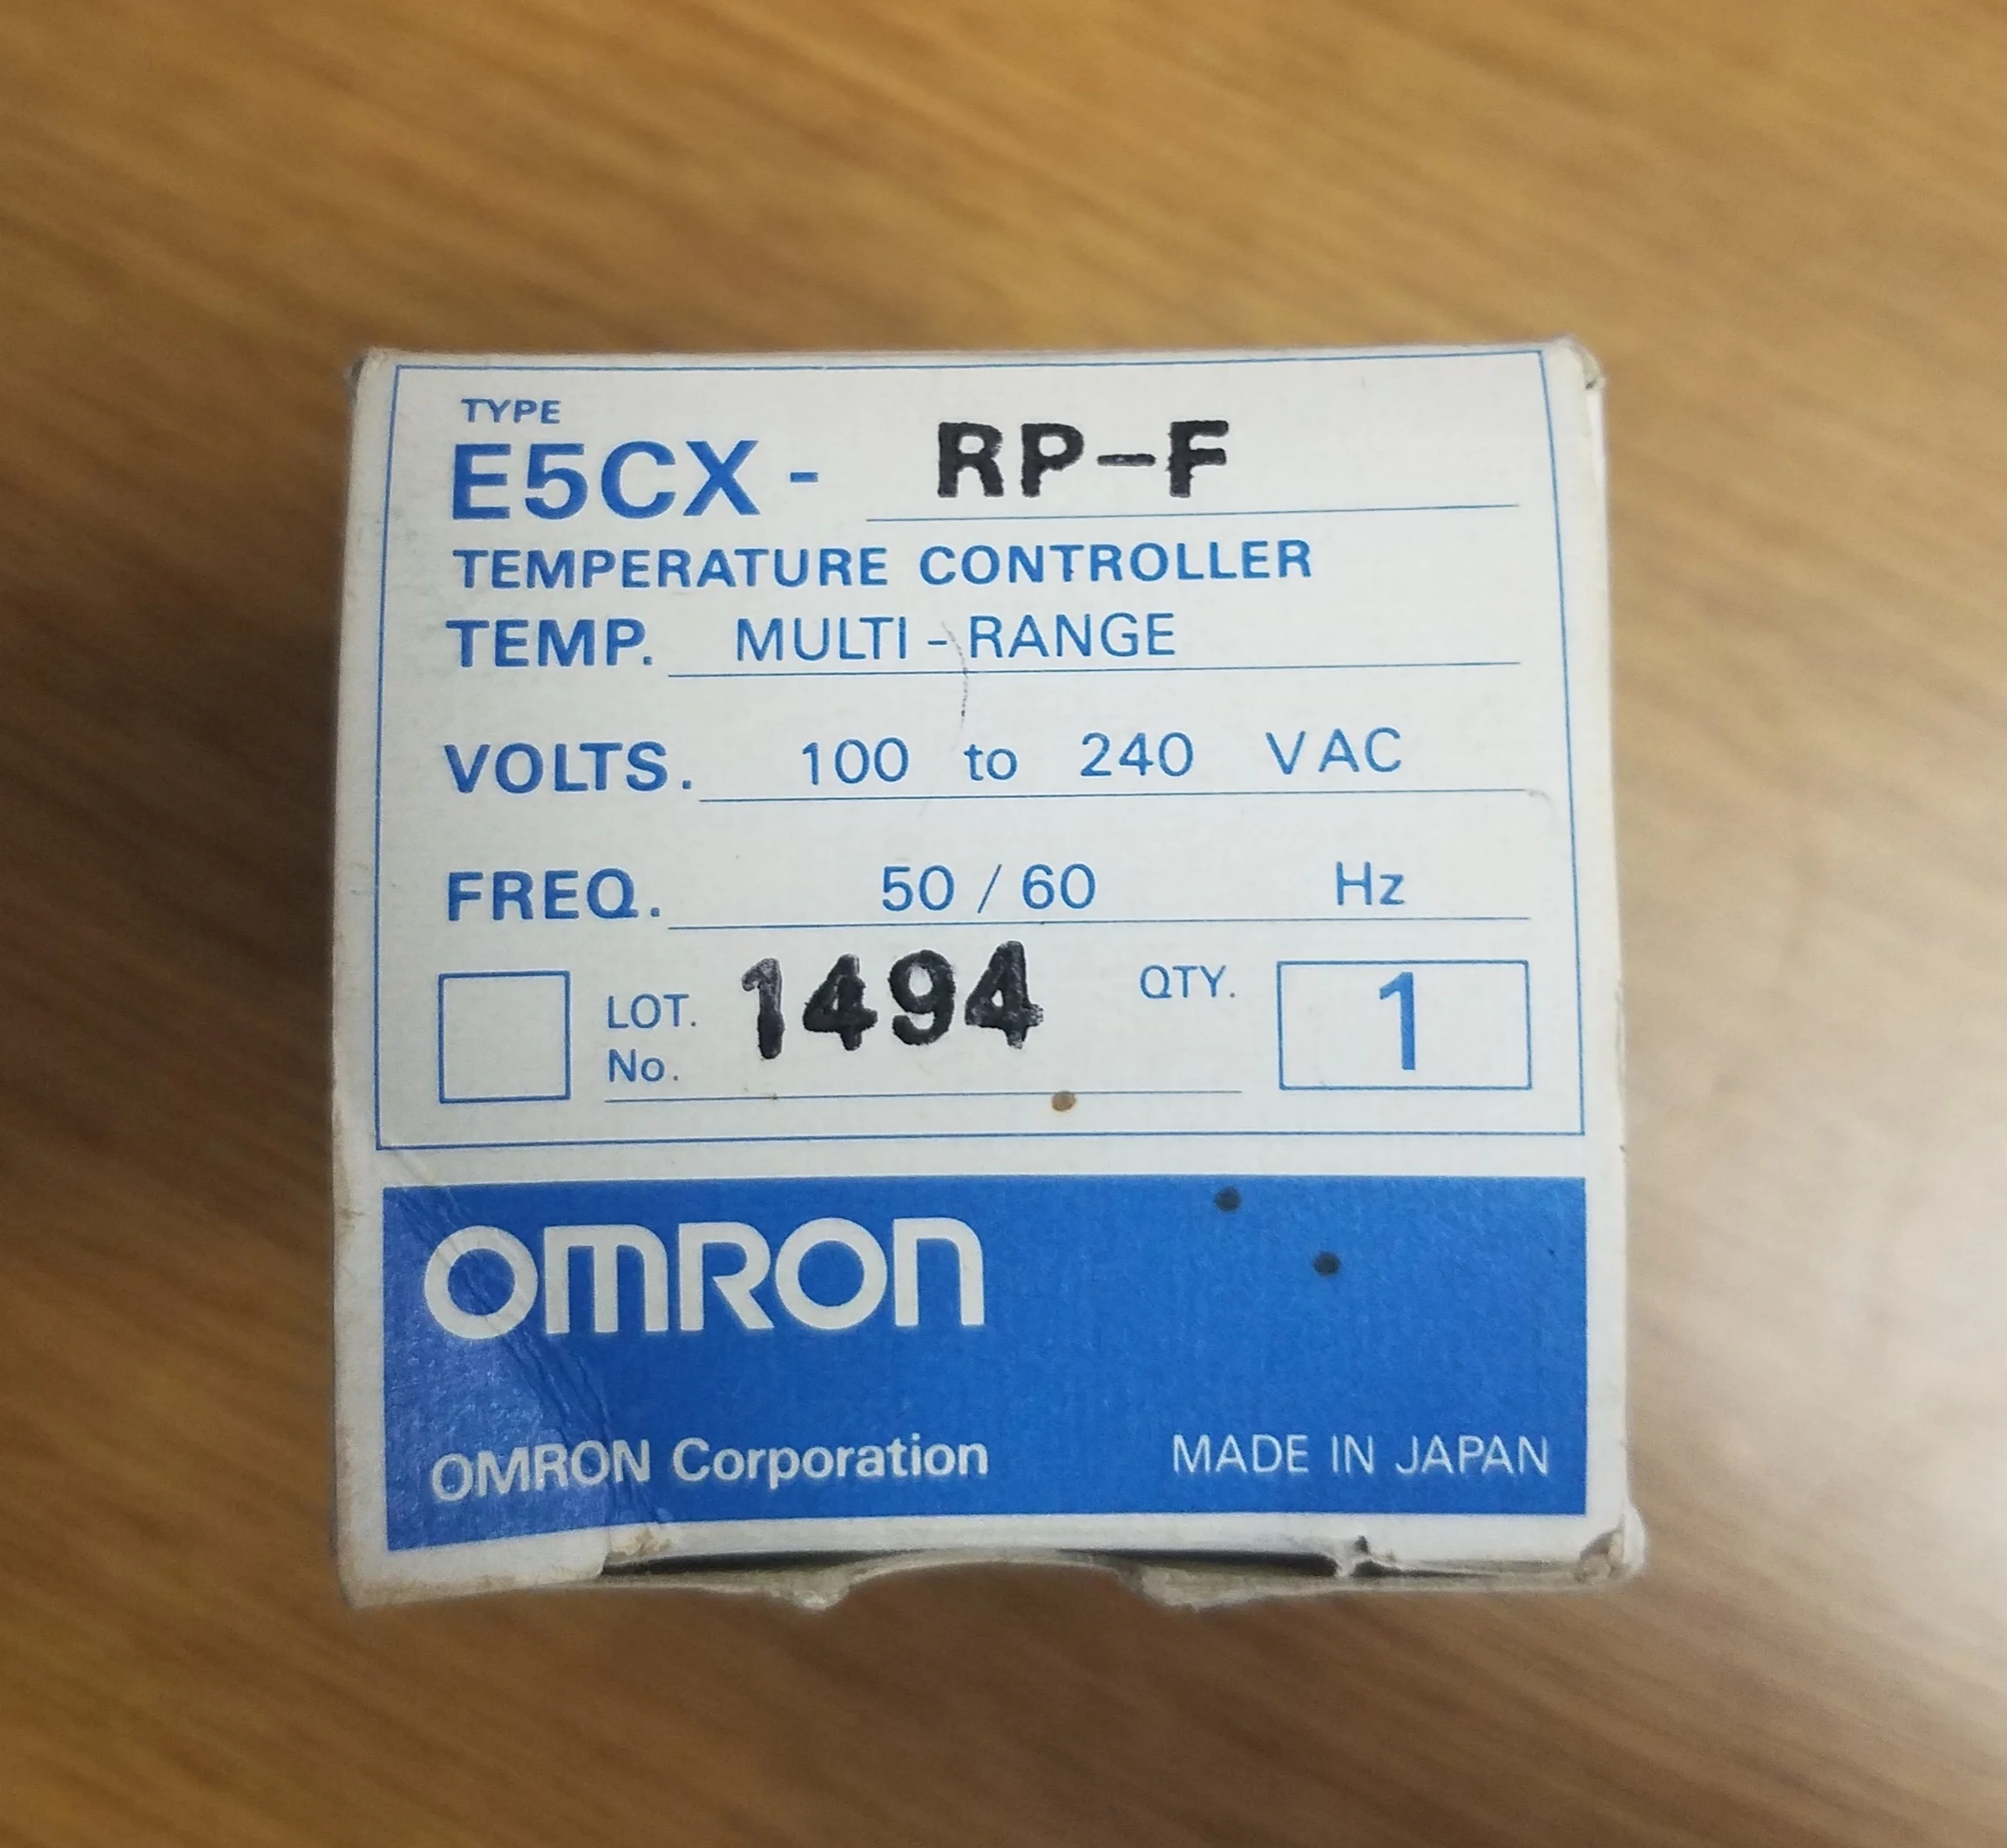 TYPE
E5CX - RP-F
TEMPERATURE CONTROLLER
TEMP. MULTI - RANGE
VOLTS. 100 to 240 VAC
FREQ. 50 / 60 Hz
LOT. No. 1494 QTY. 1
OMRON
OMRON Corporation MADE IN JAPAN